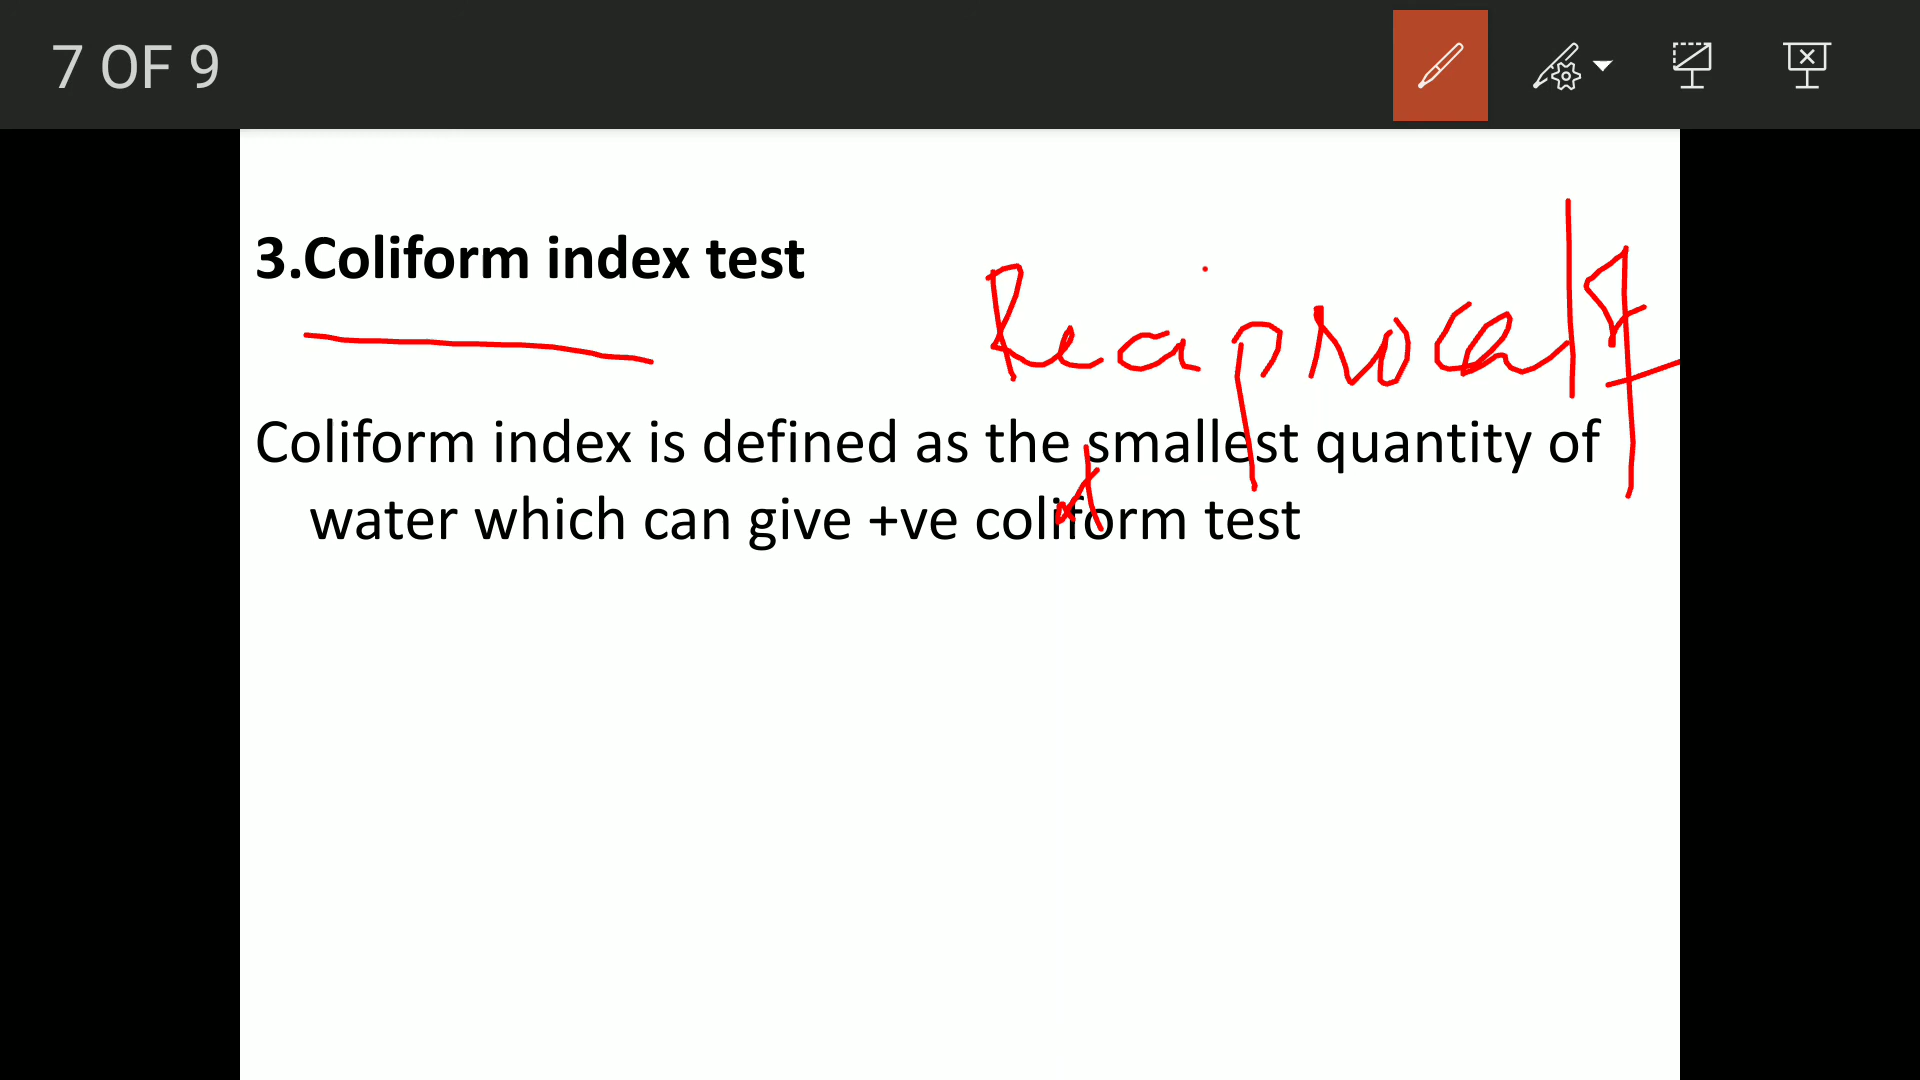 7 OF 9
3.Coliform index test
Reciprocal
Coliform index is defined as the smallest quantity of
water which can give +ve coliform test